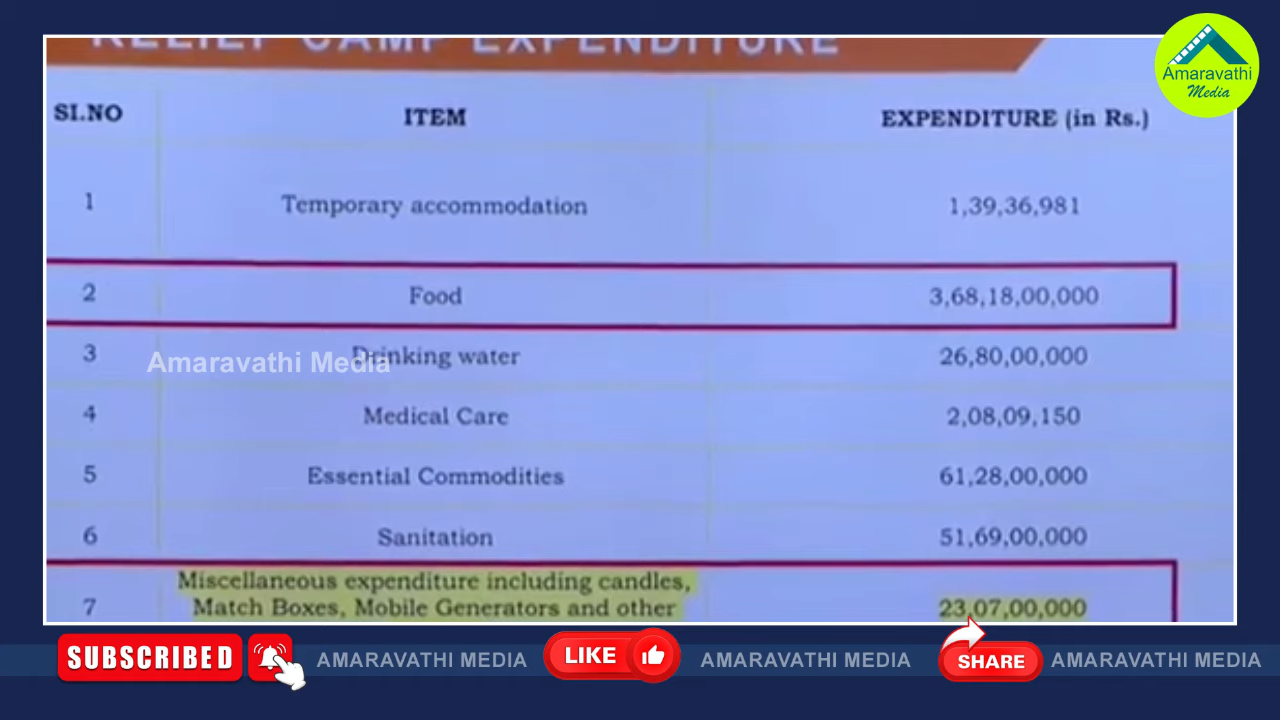 RELIEF CAMP EXPENDITURE
Amaravathi
Media
SI.NO ITEM EXPENDITURE (in Rs.)
1 Temporary accommodation 1,39,36,981
2 Food 3,68,18,00,000
3 Drinking water 26,80,00,000
Amaravathi Media
4 Medical Care 2,08,09,150
5 Essential Commodities 61,28,00,000
6 Sanitation 51,69,00,000
Miscellaneous expenditure including candles,
7 Match Boxes, Mobile Generators and other 23,07,00,000
SUBSCRIBED AMARAVATHI MEDIA LIKE AMARAVATHI MEDIA SHARE AMARAVATHI MEDIA